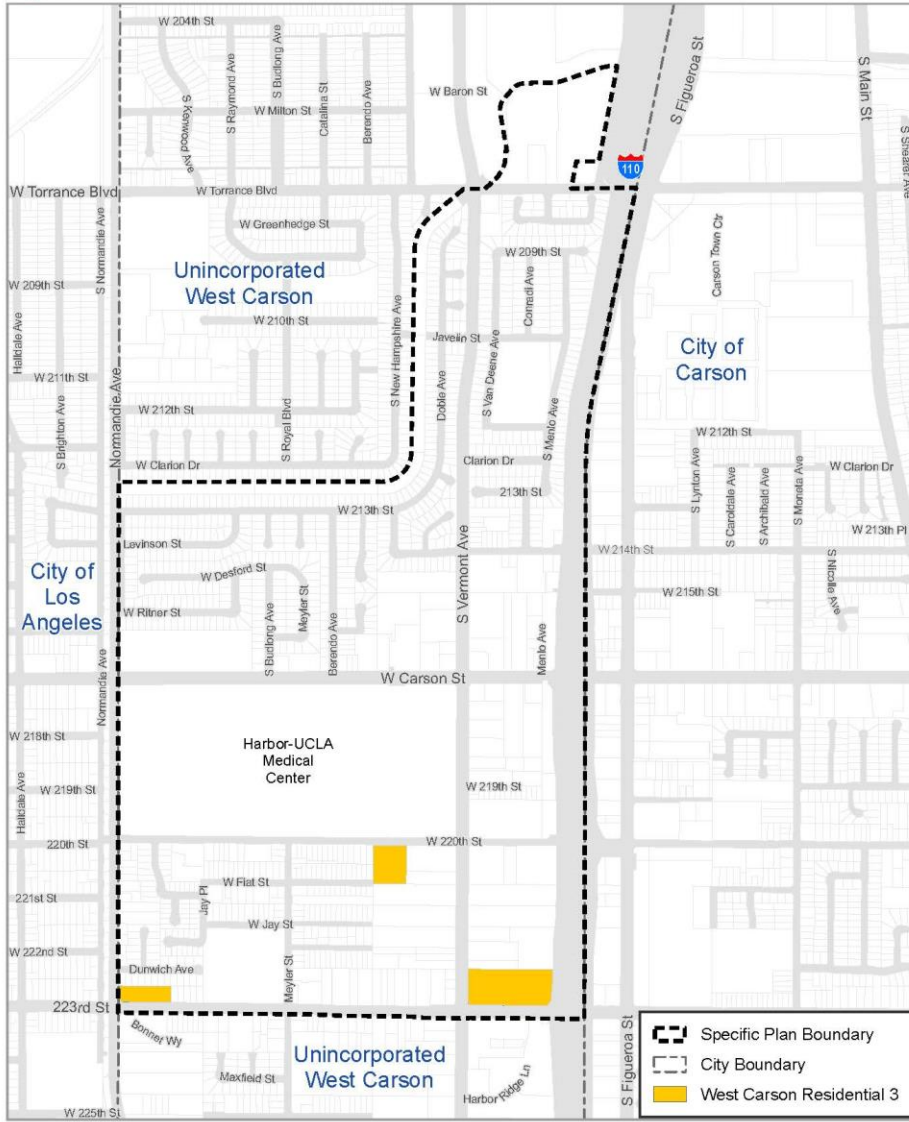 W 204th St
S Kenwood Ave
S Raymond Ave
S Budlong Ave
Catalina St
Berendo Ave
W Milton St
W Baron St
S Figueroa St
S Main St
S Shearer Ave
110
W Torrance Blvd
W Torrance Blvd
W Greenhedge St
S Normandie Ave
W 209th St
W 209th St
Conradi Ave
Carson Town Ctr
Unincorporated
West Carson
W 210th St
S New Hampshire Ave
Javelin St
S Van Deene Ave
Doble Ave
City of
Carson
Halldale Ave
W 211th St
S Brighton Ave
Normandie Ave
W 212th St
S Royal Blvd
S Menlo Ave
W 212th St
W Clarion Dr
Clarion Dr
W Clarion Dr
S Lynton Ave
S Caroldale Ave
S Archibald Ave
S Moneta Ave
213th St
W 213th St
W 213th Pl
Levinson St
W 214th St
S Vermont Ave
City of
Los
Angeles
W Desford St
Meyler St
W 215th St
S Nicolle Ave
W Ritner St
S Budlong Ave
Berendo Ave
Menlo Ave
Normandie Ave
W Carson St
W 218th St
Harbor-UCLA
Medical
Center
Halldale Ave
W 219th St
W 219th St
220th St
W 220th St
W Flat St
221st St
Jay Pl
W Jay St
W 222nd St
Dunwich Ave
Meyler St
223rd St
Bonnet Wy
Unincorporated
West Carson
Maxfield St
Harbor Ridge Ln
S Figueroa St
W 225th St
Specific Plan Boundary
City Boundary
West Carson Residential 3